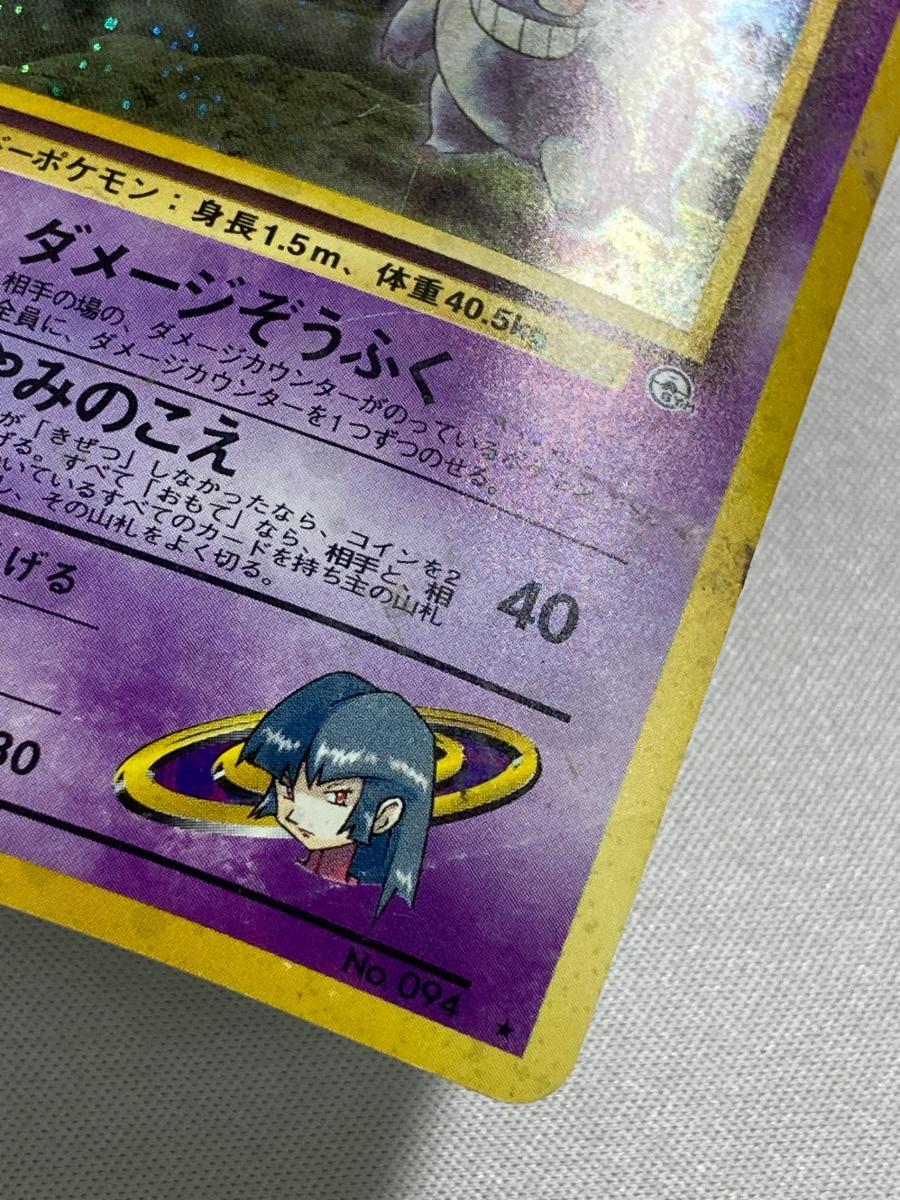 ーポケモン：身長1.5m、体重40.5kg
GYM
ダメージぞうふく
相手の場の、ダメージカウンターがのっているポケモン
全員に、ダメージカウンターを1つずつのせる。
やみのこえ
が「きぜつ」しなかったなら、コインを2
げる。すべて「おもて」なら、相手と、相
いているすべてのカードを持ち主の山札
し、その山札をよく切る。
40
げる
30
No. 094
★